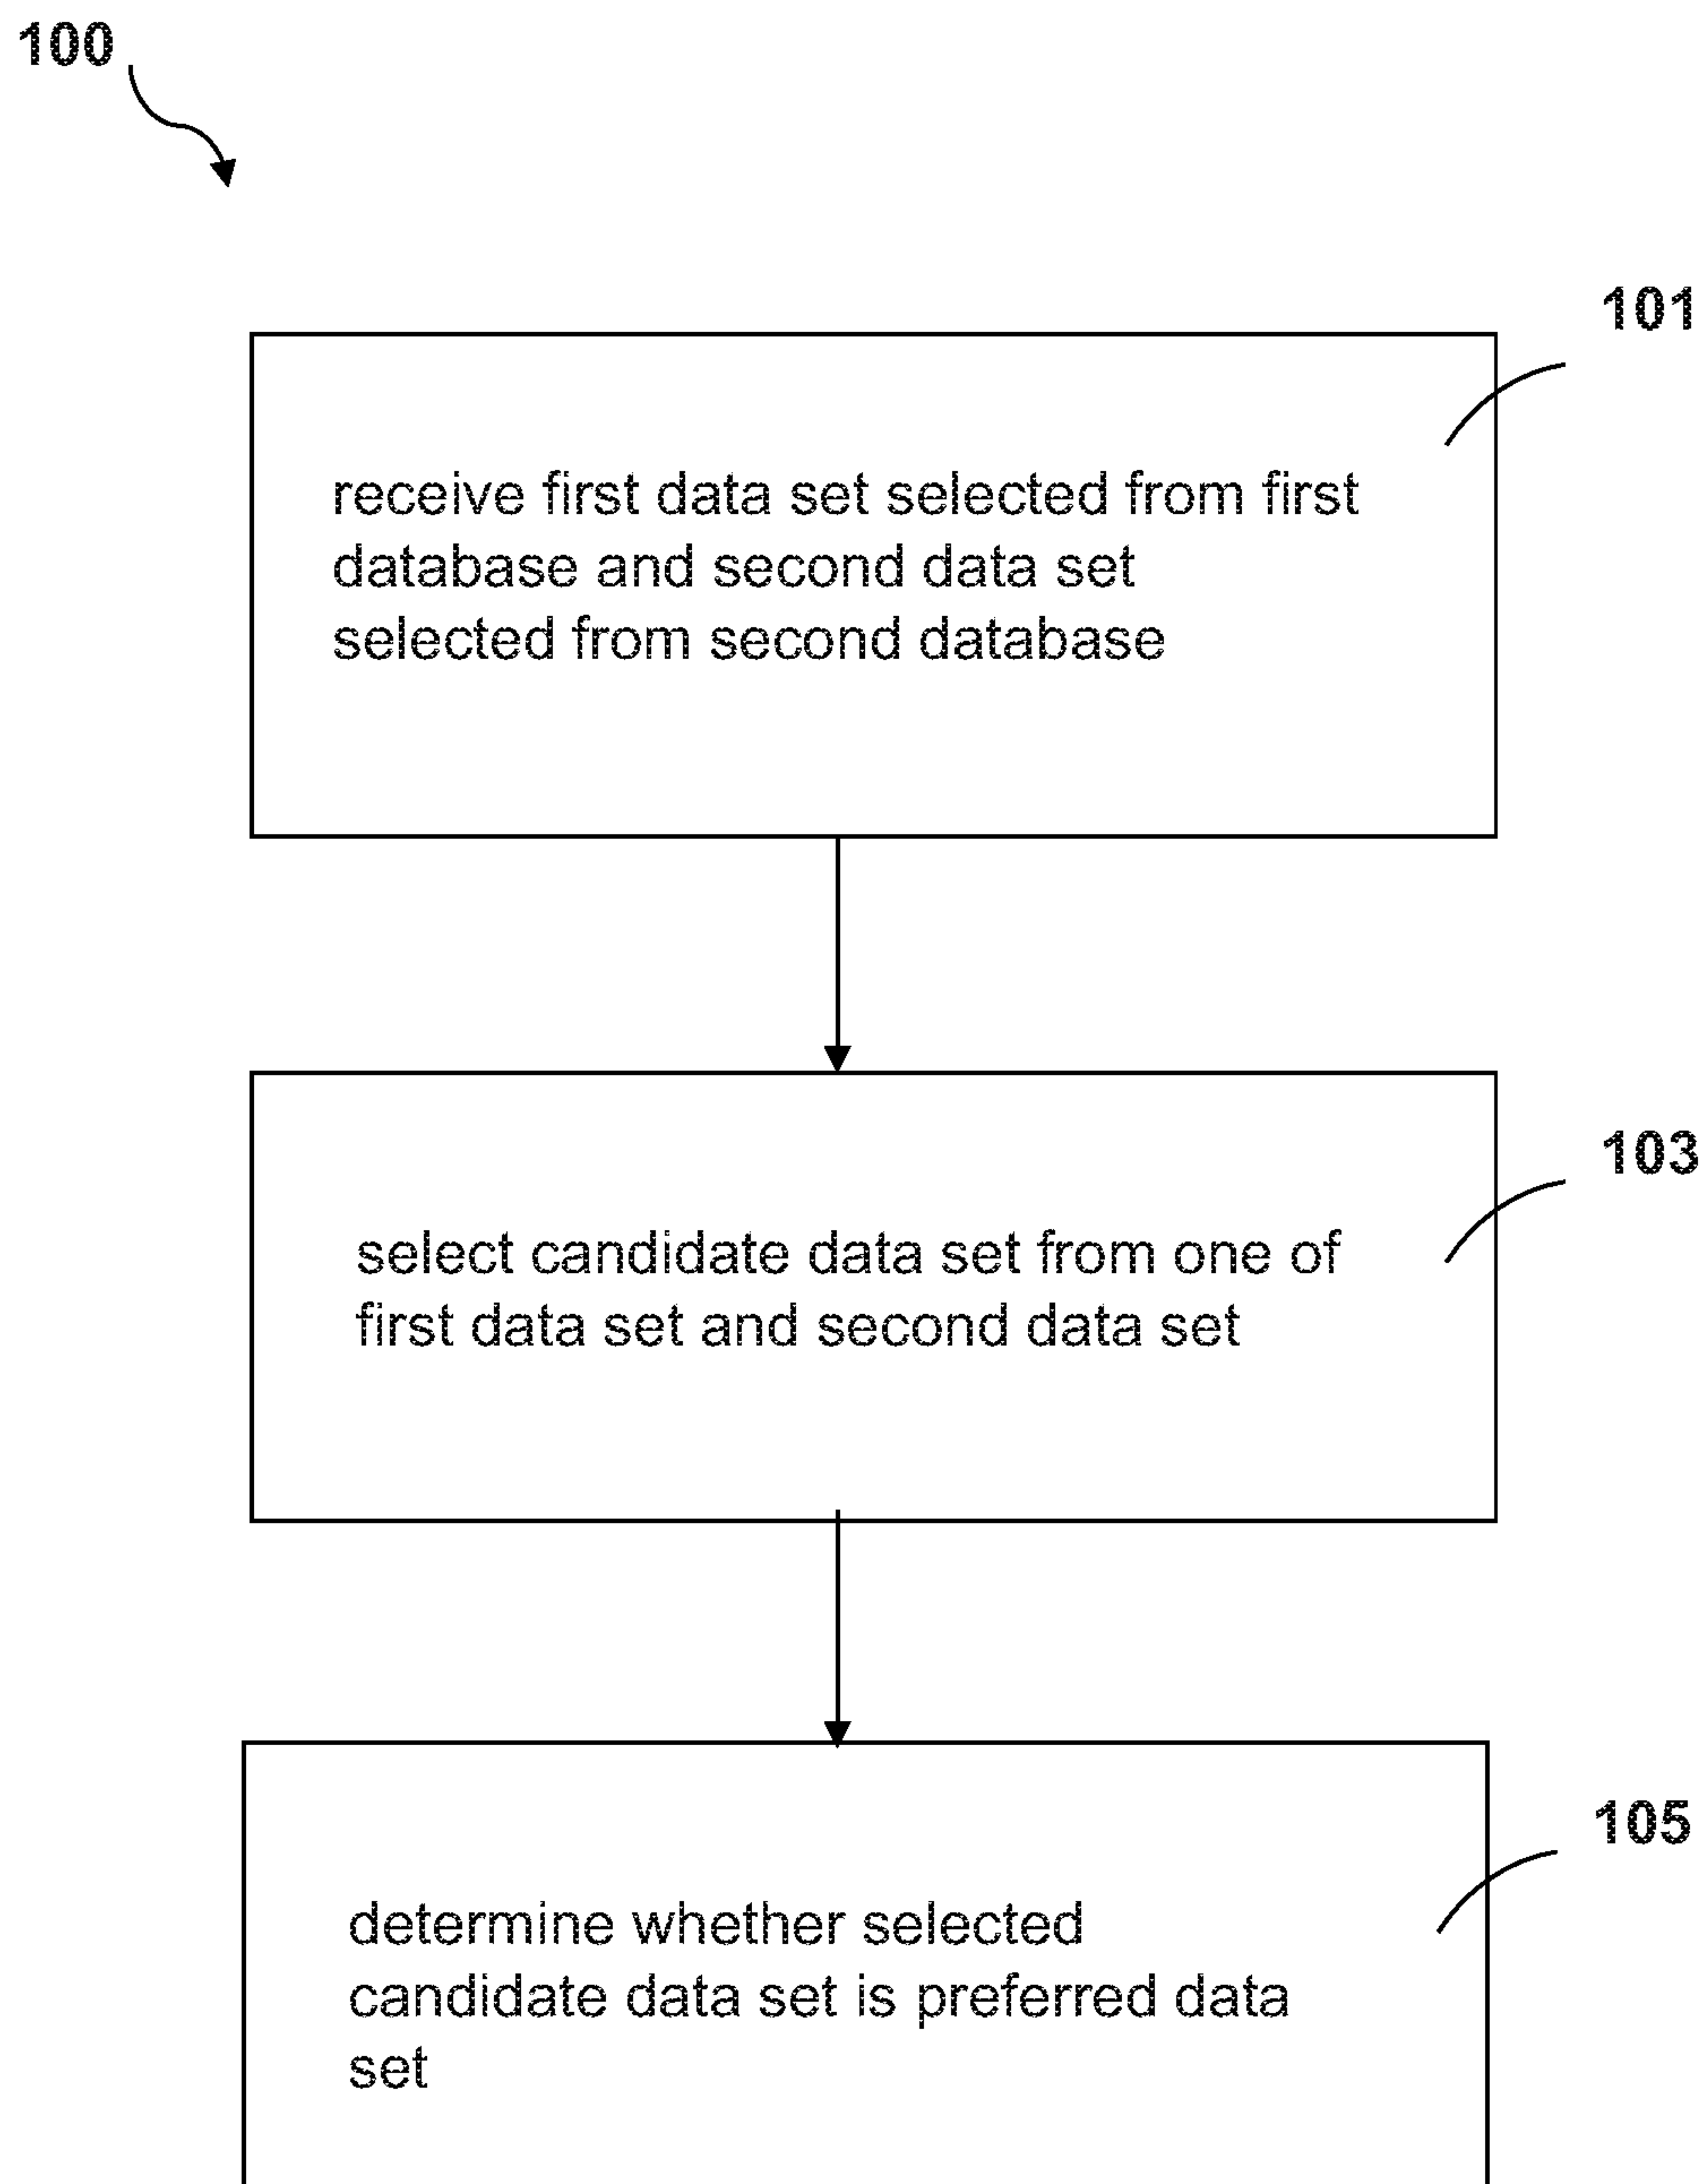 100
101
receive first data set selected from first
database and second data set
selected from second database
103
select candidate data set from one of
first data set and second data set
105
determine whether selected
candidate data set is preferred data
set